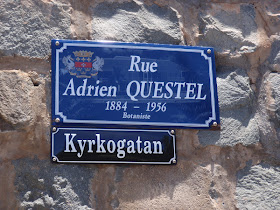 Rue
Adrien QUESTEL
1884 - 1956
Botaniste
Kyrkogatan